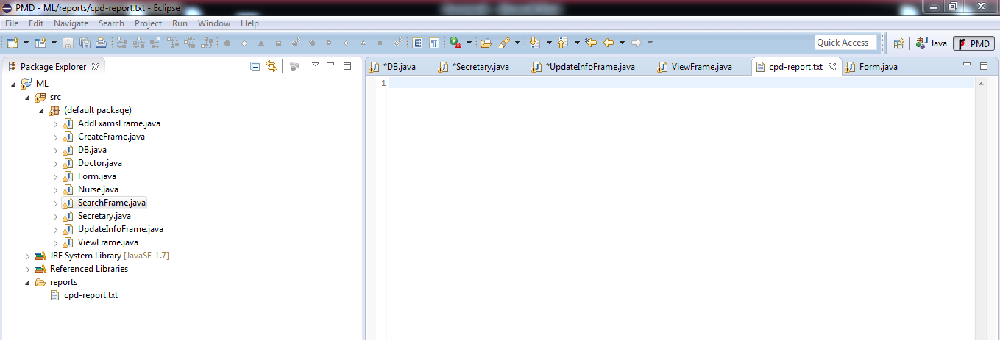 PMD - ML/reports/cpd-report.txt - Eclipse
File Edit Navigate Search Project Run Window Help
Quick Access Java PMD
Package Explorer *DB.java *Secretary.java *UpdateInfoFrame.java ViewFrame.java cpd-report.txt Form.java
1
ML
src
(default package)
AddExamsFrame.java
CreateFrame.java
DB.java
Doctor.java
Form.java
Nurse.java
SearchFrame.java
Secretary.java
UpdateInfoFrame.java
ViewFrame.java
JRE System Library [JavaSE-1.7]
Referenced Libraries
reports
cpd-report.txt